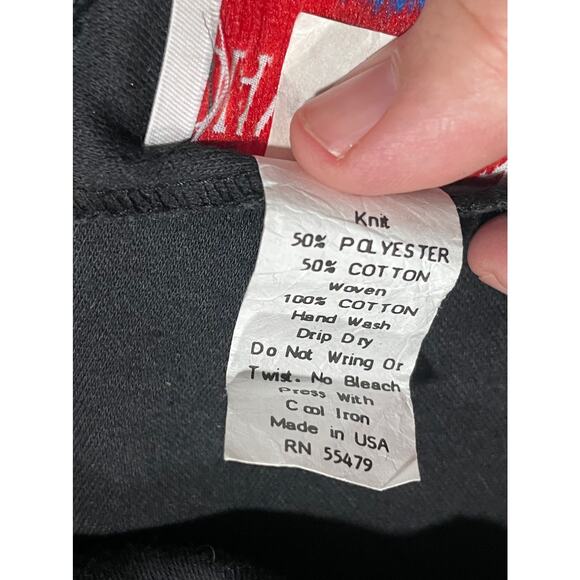 Knit
50% POLYESTER
50% COTTON
Woven
100% COTTON
Hand Wash
Drip Dry
Do Not Wring Or
Twist. No Bleach
Press With
Cool Iron
Made in USA
RN 55479